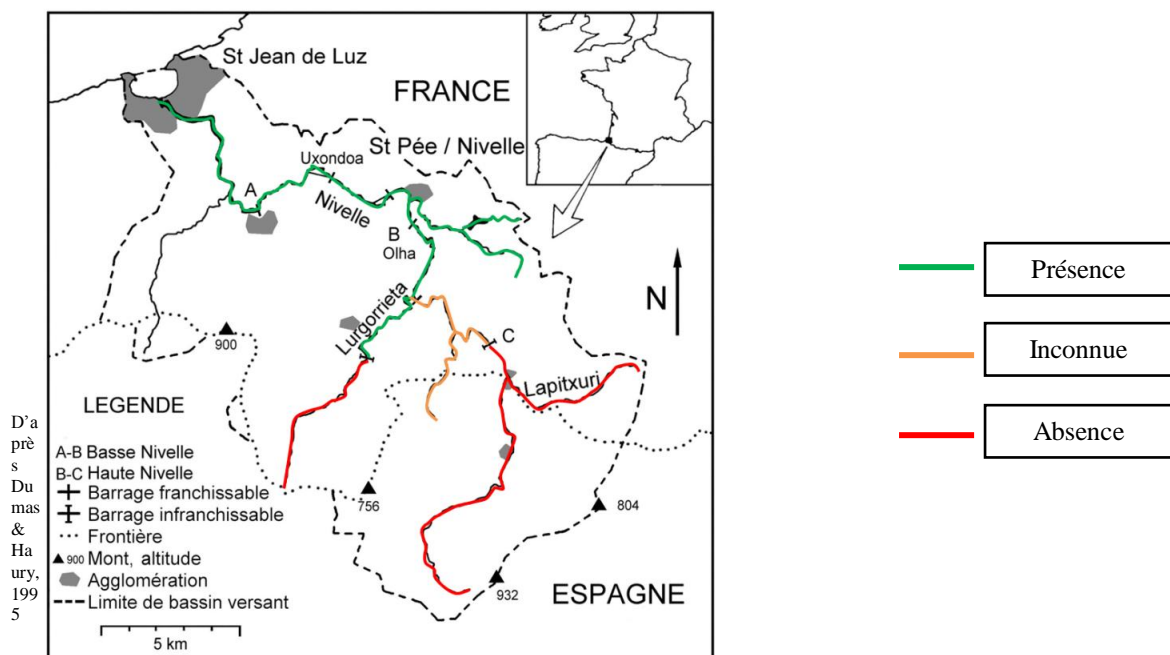 St Jean de Luz
FRANCE
St Pée / Nivelle
Uxondoa
A
Nivelle
B
Olha
N
Lurgorrieta
C
900
Lapitxuri
LEGENDE
A-B Basse Nivelle
B-C Haute Nivelle
Barrage franchissable
Barrage infranchissable
Frontière
900 Mont, altitude
Agglomération
Limite de bassin versant
5 km
756
804
932
ESPAGNE
D’a
prè
s
Du
mas
&
Ha
ury,
199
5
Présence
Inconnue
Absence